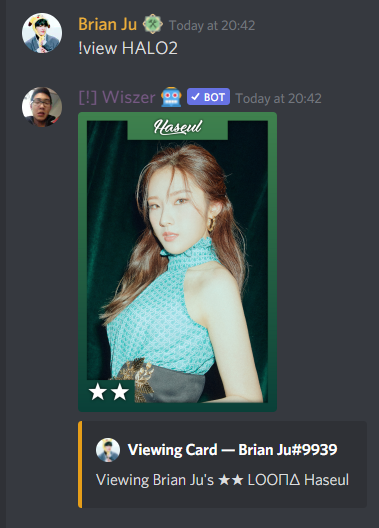 Brian Ju Today at 20:42
!view HALO2
[!] Wiszer BOT Today at 20:42
Haseul
★★
Viewing Card — Brian Ju#9939
Viewing Brian Ju's ★★ LOOΠΔ Haseul